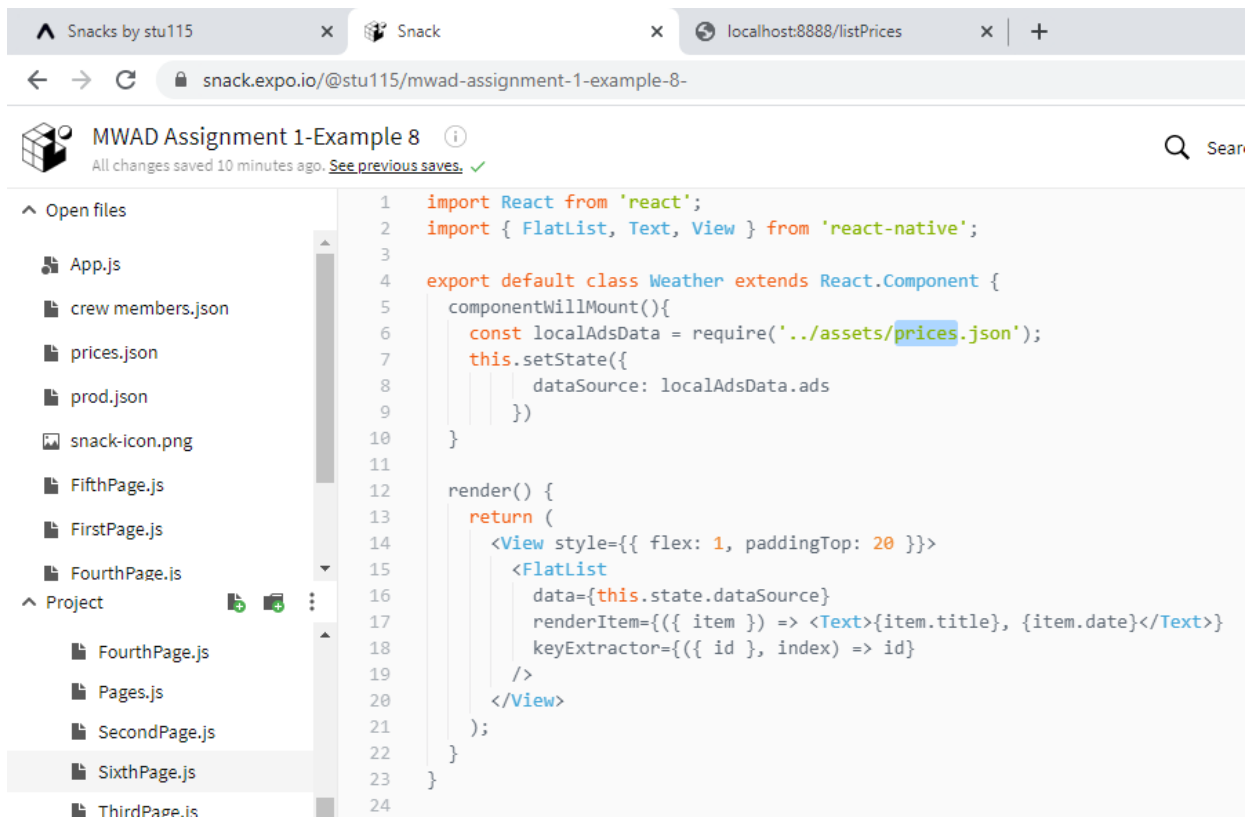 Snacks by stu115
Snack
localhost:8888/listPrices
snack.expo.io/@stu115/mwad-assignment-1-example-8-
MWAD Assignment 1-Example 8
All changes saved 10 minutes ago. See previous saves.
Sear
Open files
App.js
crew members.json
prices.json
prod.json
snack-icon.png
FifthPage.js
FirstPage.js
FourthPage.js
Project
FourthPage.js
Pages.js
SecondPage.js
SixthPage.js
ThirdPage.js
1 import React from 'react';
2 import { FlatList, Text, View } from 'react-native';
3
4 export default class Weather extends React.Component {
5 componentWillMount(){
6 const localAdsData = require('../assets/prices.json');
7 this.setState({
8 dataSource: localAdsData.ads
9 })
10 }
11
12 render() {
13 return (
14 <View style={{ flex: 1, paddingTop: 20 }}>
15 <FlatList
16 data={this.state.dataSource}
17 renderItem={({ item }) => <Text>{item.title}, {item.date}</Text>}
18 keyExtractor={({ id }, index) => id}
19 />
20 </View>
21 );
22 }
23 }
24